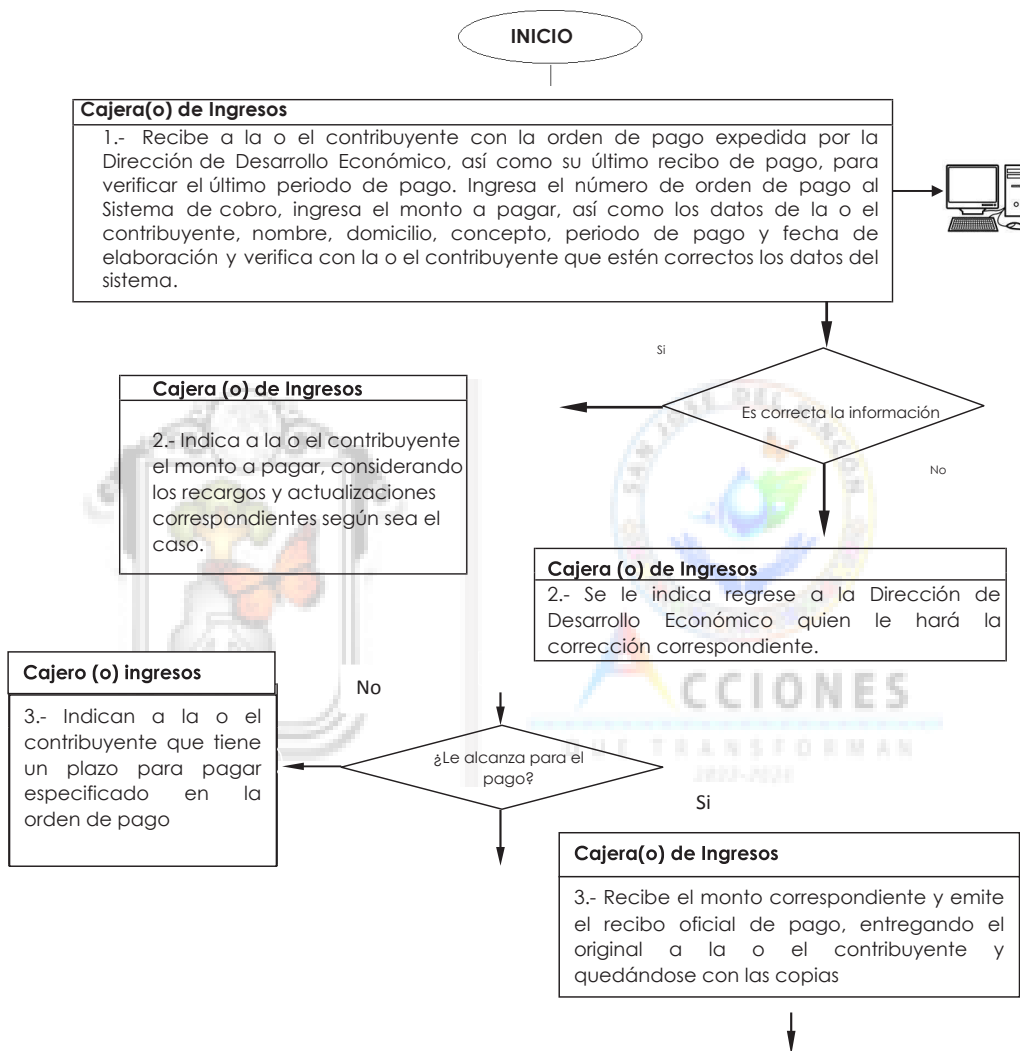 INICIO
Cajera(o) de Ingresos
1.- Recibe a la o el contribuyente con la orden de pago expedida por la
Dirección de Desarrollo Económico, así como su último recibo de pago, para
verificar el último periodo de pago. Ingresa el número de orden de pago al
Sistema de cobro, ingresa el monto a pagar, así como los datos de la o el
contribuyente, nombre, domicilio, concepto, periodo de pago y fecha de
elaboración y verifica con la o el contribuyente que estén correctos los datos del
sistema.
Si
Es correcta la información
No
Cajera (o) de Ingresos
2.- Indica a la o el contribuyente
el monto a pagar, considerando
los recargos y actualizaciones
correspondientes según sea el
caso.
SAN JOSÉ DEL RINCÓN
Cajera (o) de Ingresos
2.- Se le indica regrese a la Dirección de
Desarrollo Económico quien le hará la
corrección correspondiente.
ACCIONES
QUE TRANSFORMAN
Cajero (o) ingresos
3.- Indican a la o el
contribuyente que tiene
un plazo para pagar
especificado en la
orden de pago
No
¿Le alcanza para el
pago?
Si
Cajera(o) de Ingresos
3.- Recibe el monto correspondiente y emite
el recibo oficial de pago, entregando el
original a la o el contribuyente y
quedándose con las copias